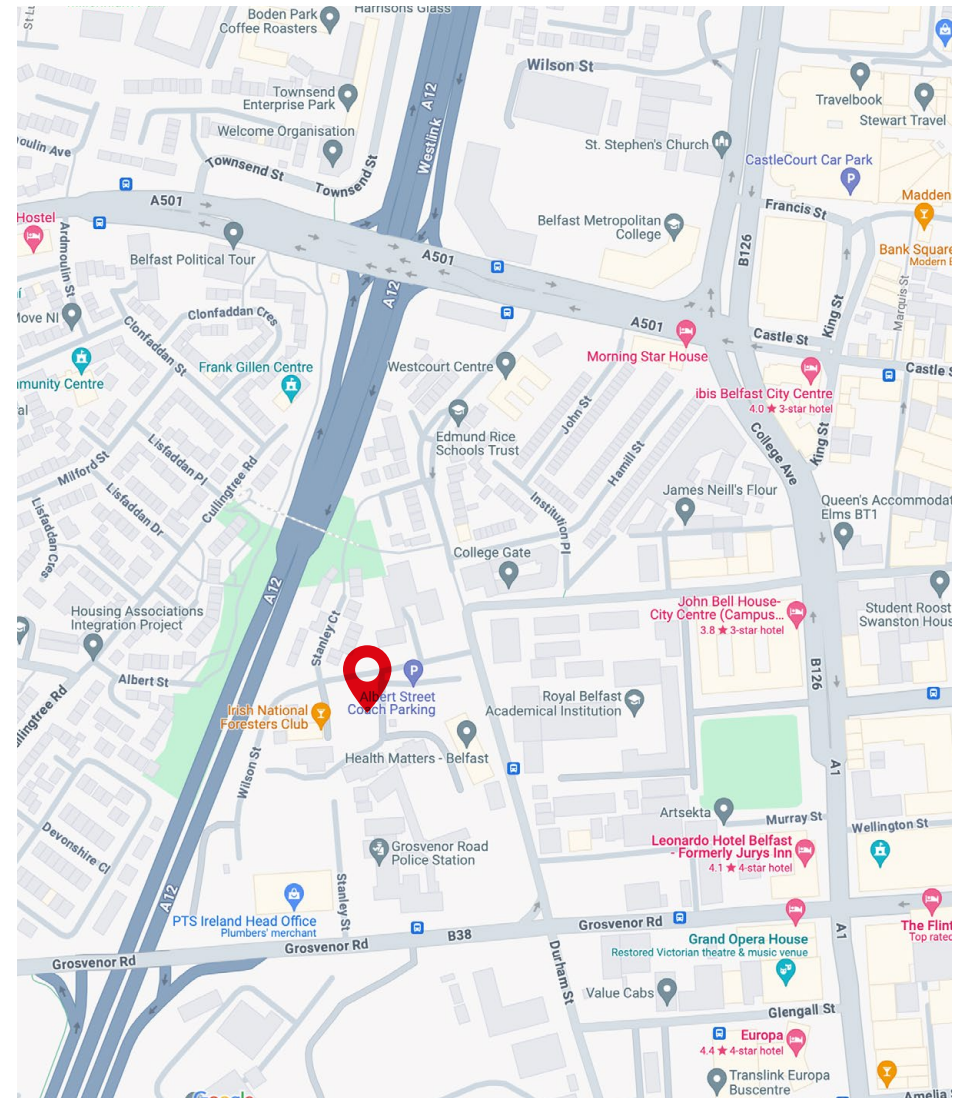 Harrisons Glass
Boden Park
Coffee Roasters
A12
Wilson St
Townsend
Enterprise Park
Travelbook
Stewart Travel
Welcome Organisation
Westlink
St. Stephen's Church
CastleCourt Car Park
Townsend St
Townsend St
A501
Madden
Francis St
Hostel
Belfast Metropolitan
College
Ardmoulin St
B126
Bank Square
Modern
Belfast Political Tour
A501
A12
King St
Marquis St
Clonfaddan Cres
Clonfaddan St
A501
Castle St
Morning Star House
Castle
Frank Gillen Centre
Westcourt Centre
ibis Belfast City Centre
4.0 ★ 3-star hotel
John St
Edmund Rice
Schools Trust
College Ave
King St
Milford St
Lisfaddan Pl
Cullingtree Rd
Hamill St
Lisfaddan Dr
James Neill's Flour
Institution Pl
Queen's
Elms BT1
Lisfaddan Cres
College Gate
A12
Housing Associations
Integration Project
Stanley Ct
John Bell House-
City Centre (Campus...
3.8 ★ 3-star hotel
Student Roost
Swanston
Albert St
P
Albert Street
Coach Parking
B126
Royal Belfast
Academical Institution
Irish National
Foresters Club
Wilson St
Health Matters - Belfast
A1
Artsekta
Murray St
Wellington St
Devonshire Cl
Grosvenor Road
Police Station
Leonardo Hotel Belfast
- Formerly Jurys Inn
4.1 ★ 4-star hotel
A12
Stanley St
PTS Ireland Head Office
Plumbers' merchant
Grosvenor Rd
A1
The Flint
Top rated
B38
Grosvenor Rd
Grosvenor Rd
Grand Opera House
Restored Victorian theatre & music venue
Durham St
Value Cabs
Glengall St
Europa
4.4 ★ 4-star hotel
Translink Europa
Buscentre
Amelia